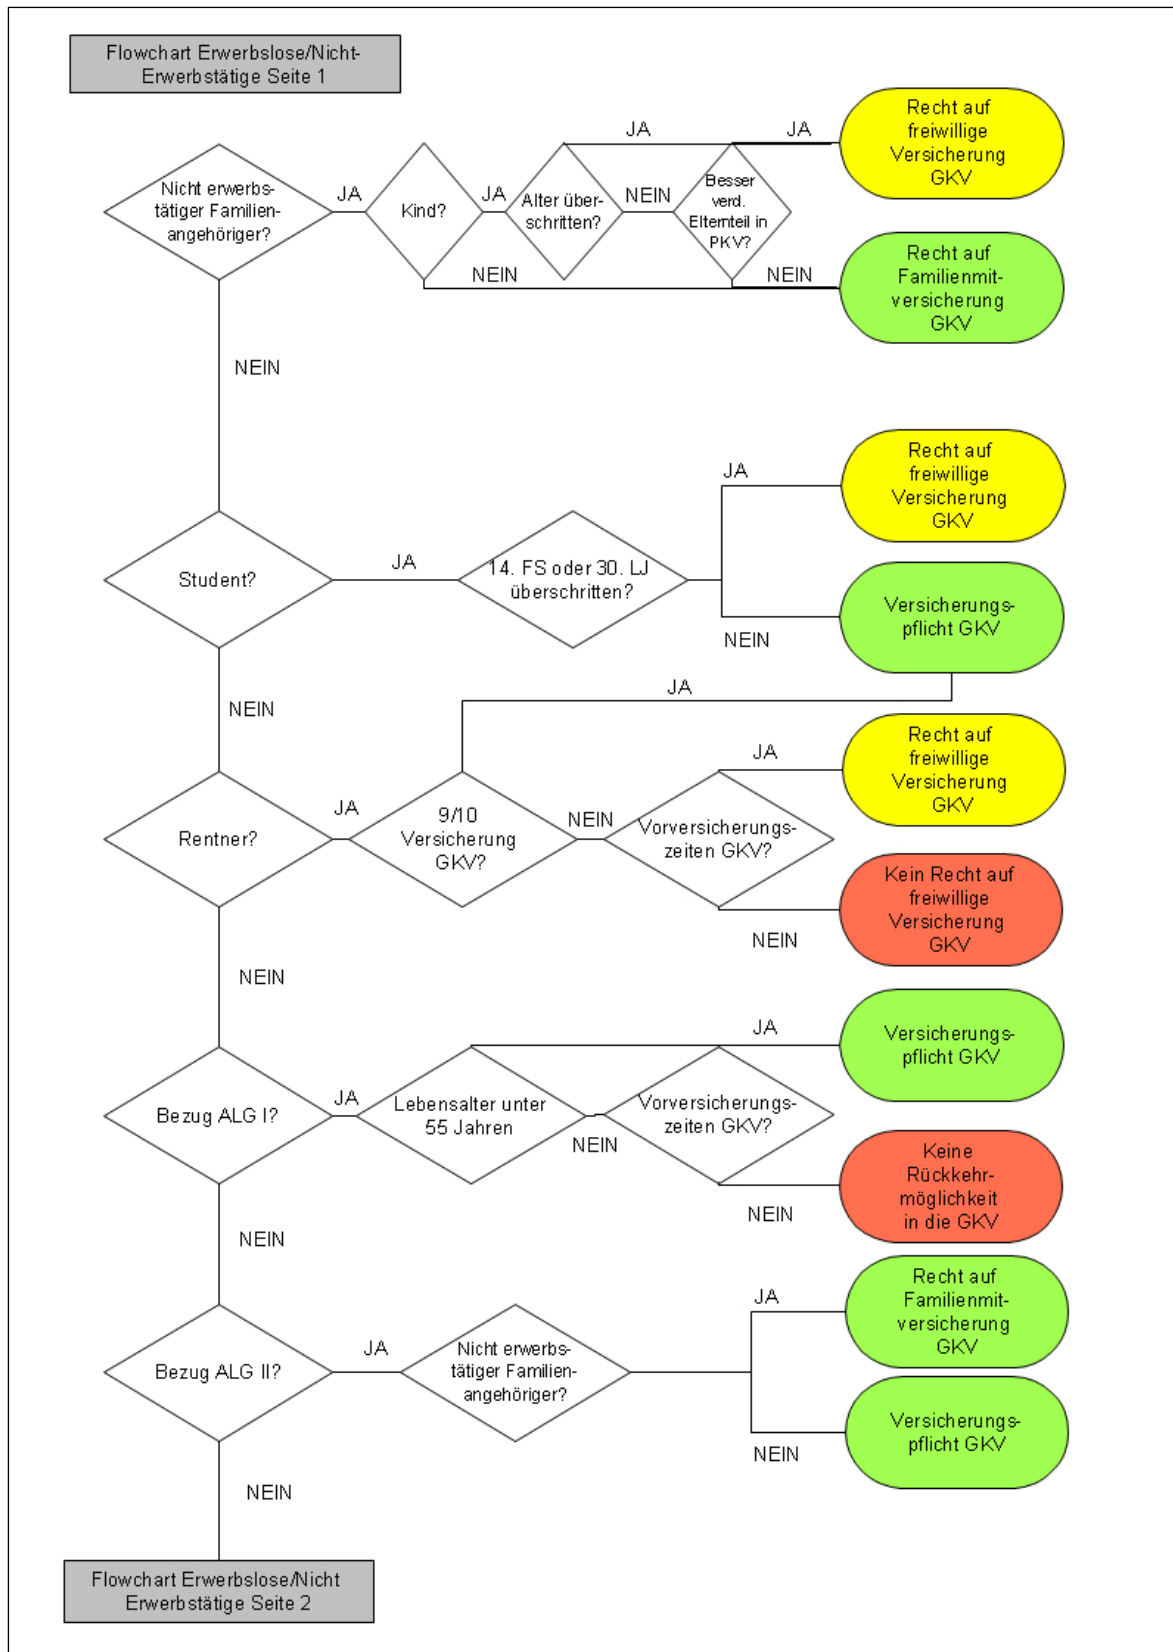 Flowchart Erwerbslose/Nicht-
Erwerbstätige Seite 1
Nicht erwerbs-
tätiger Familien-
angehöriger?
JA
Kind?
JA
Alter über-
schritten?
JA
NEIN
Besser
verd.
Elternteil in
PKV?
JA
Recht auf
freiwillige
Versicherung
GKV
NEIN
NEIN
Recht auf
Familienmit-
versicherung
GKV
NEIN
Student?
JA
14. FS oder 30. LJ
überschritten?
JA
Recht auf
freiwillige
Versicherung
GKV
NEIN
Versicherungs-
pflicht GKV
NEIN
JA
Rentner?
JA
9/10
Versicherung
GKV?
NEIN
Vorversicherungs-
zeiten GKV?
JA
Recht auf
freiwillige
Versicherung
GKV
NEIN
Kein Recht auf
freiwillige
Versicherung
GKV
NEIN
Bezug ALG I?
JA
Lebensalter unter
55 Jahren
NEIN
Vorversicherungs-
zeiten GKV?
JA
Versicherungs-
pflicht GKV
NEIN
Keine
Rückkehr-
möglichkeit
in die GKV
NEIN
Bezug ALG II?
JA
Nicht erwerbs-
tätiger Familien-
angehöriger?
JA
Recht auf
Familienmit-
versicherung
GKV
NEIN
Versicherungs-
pflicht GKV
NEIN
Flowchart Erwerbslose/Nicht
Erwerbstätige Seite 2